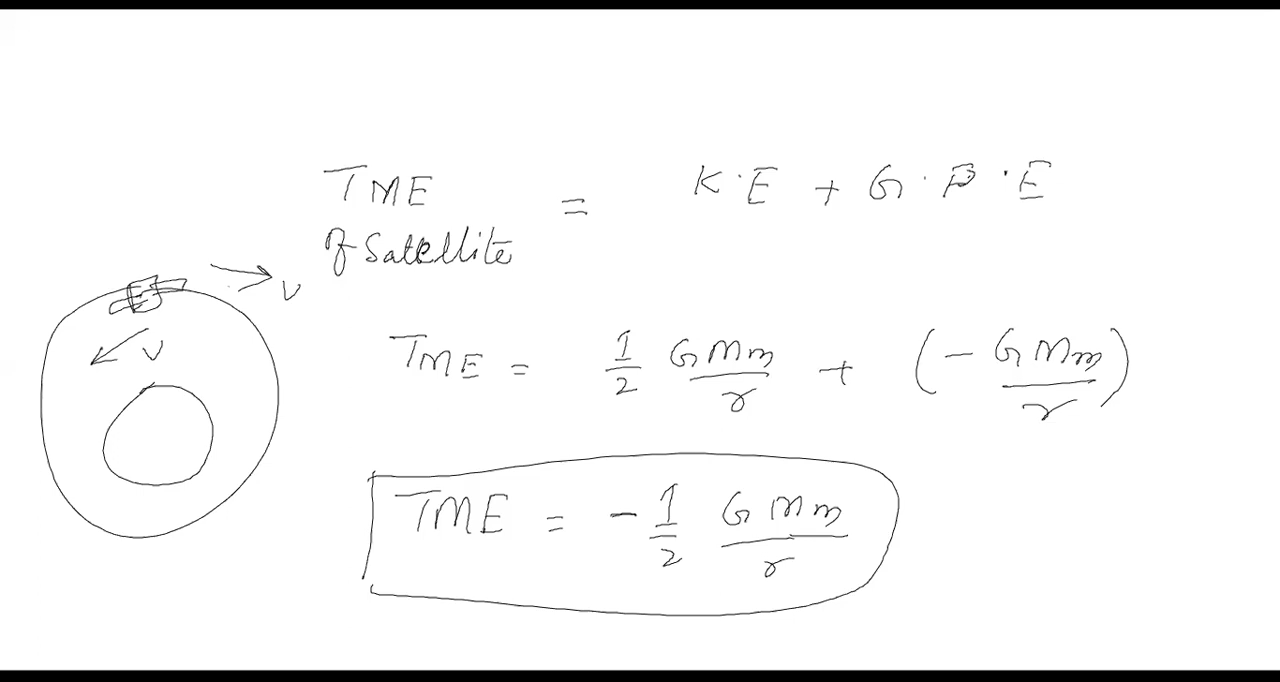 TME = K.E + G.P.E
of Satellite
V
V
TME = 1/2 GMm/r + (- GMm/r)
TME = - 1/2 GMm/r